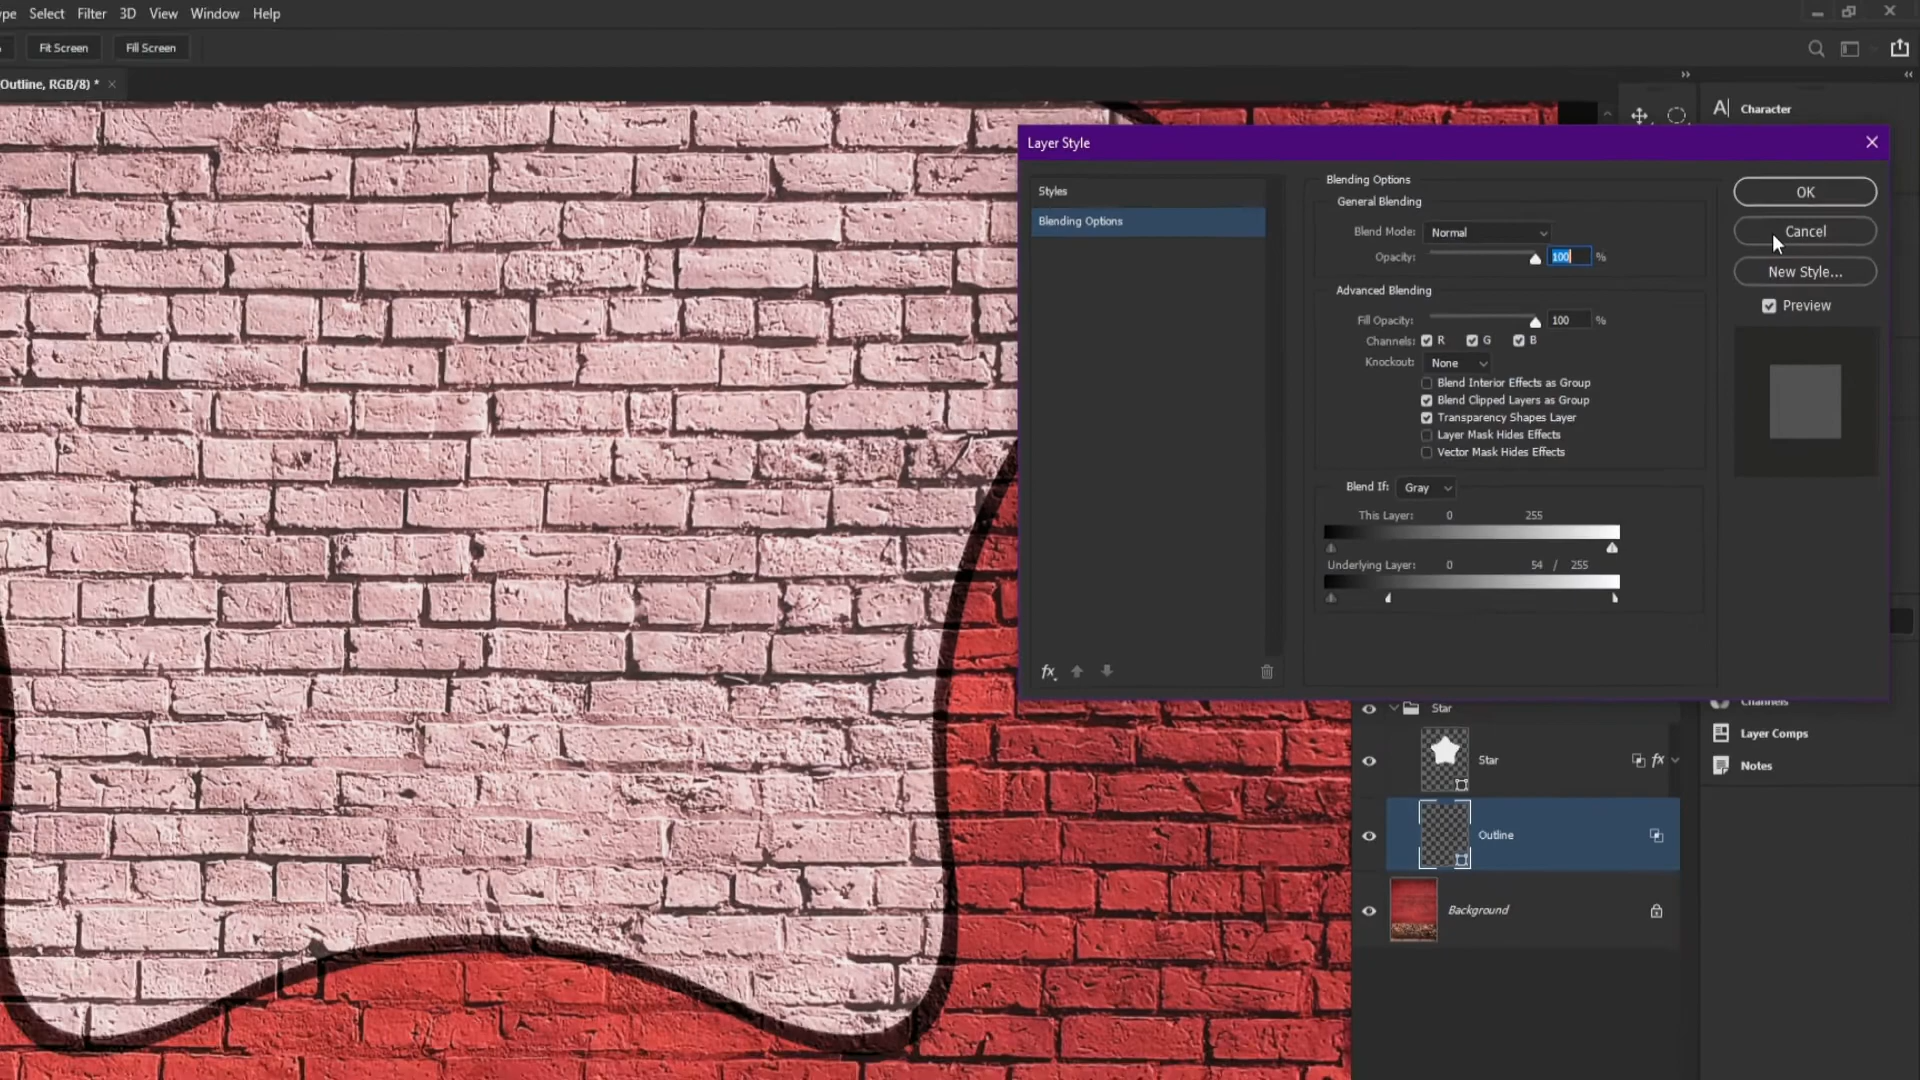 ype Select Filter 3D View Window Help
Fit Screen Fill Screen
Outline, RGB/8) * ×
Character
Layer Style
Styles
Blending Options
Blending Options
General Blending
Blend Mode: Normal
Opacity: 100 %
Advanced Blending
Fill Opacity: 100 %
Channels: R G B
Knockout: None
Blend Interior Effects as Group
Blend Clipped Layers as Group
Transparency Shapes Layer
Layer Mask Hides Effects
Vector Mask Hides Effects
Blend If: Gray
This Layer: 0 255
Underlying Layer: 0 54 / 255
OK
Cancel
New Style...
Preview
fx
Star
Star fx
Outline
Background
Channels
Layer Comps
Notes